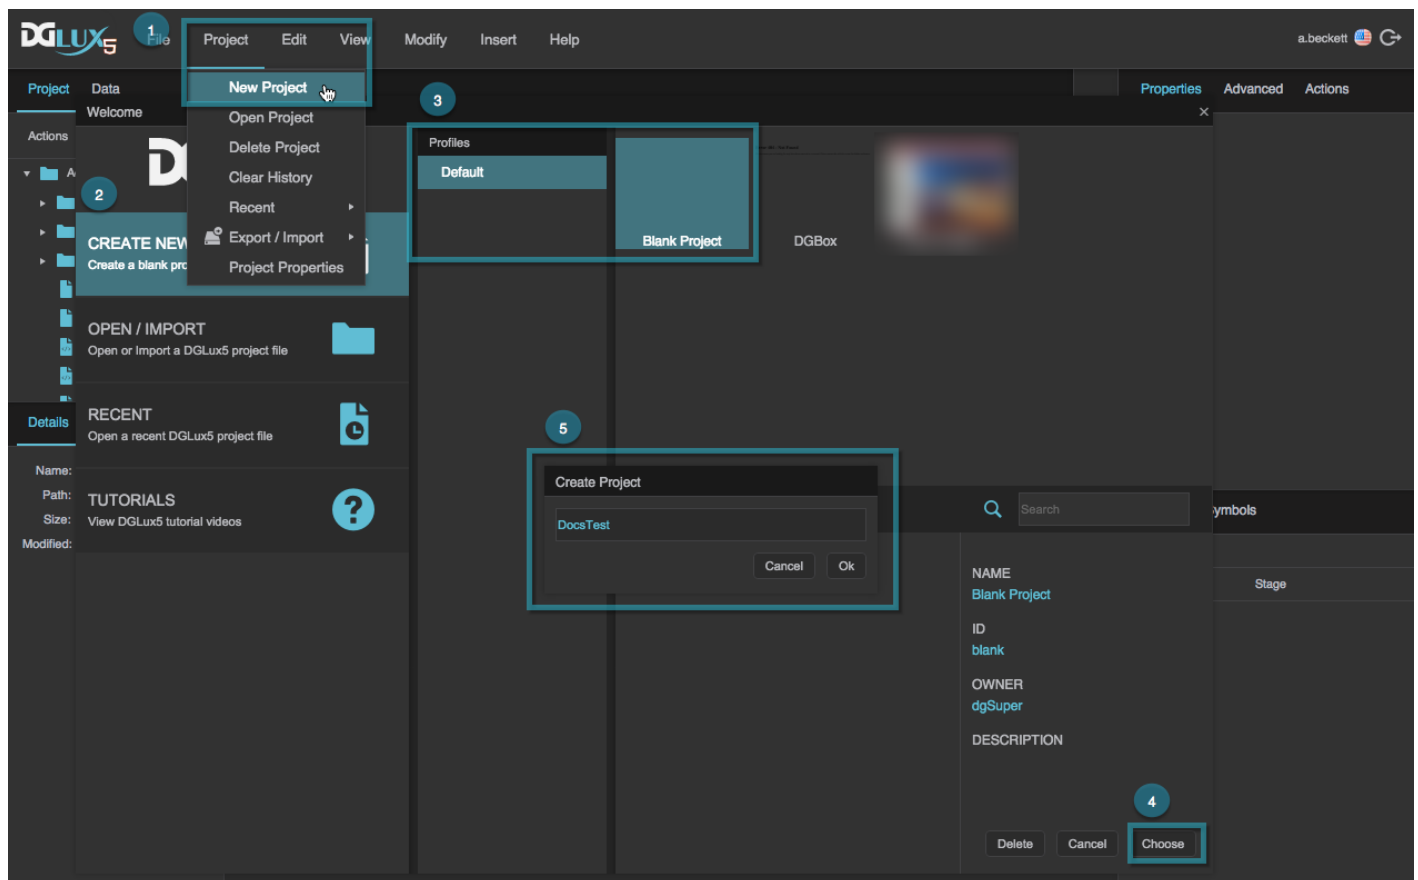 DGLUX5
1
File
Project
Edit
View
Modify
Insert
Help
a.beckett
Project
Data
New Project
3
Properties
Advanced
Actions
Welcome
Open Project
Actions
Delete Project
Profiles
Default
Clear History
2
Recent
CREATE NEW
Export / Import
Blank Project
DGBox
Create a blank pro
Project Properties
OPEN / IMPORT
Open or Import a DGLux5 project file
RECENT
Open a recent DGLux5 project file
Details
5
Name:
Path:
Size:
Modified:
TUTORIALS
View DGLux5 tutorial videos
Create Project
DocsTest
Cancel
Ok
Search
ymbols
Stage
NAME
Blank Project
ID
blank
OWNER
dgSuper
DESCRIPTION
4
Delete
Cancel
Choose